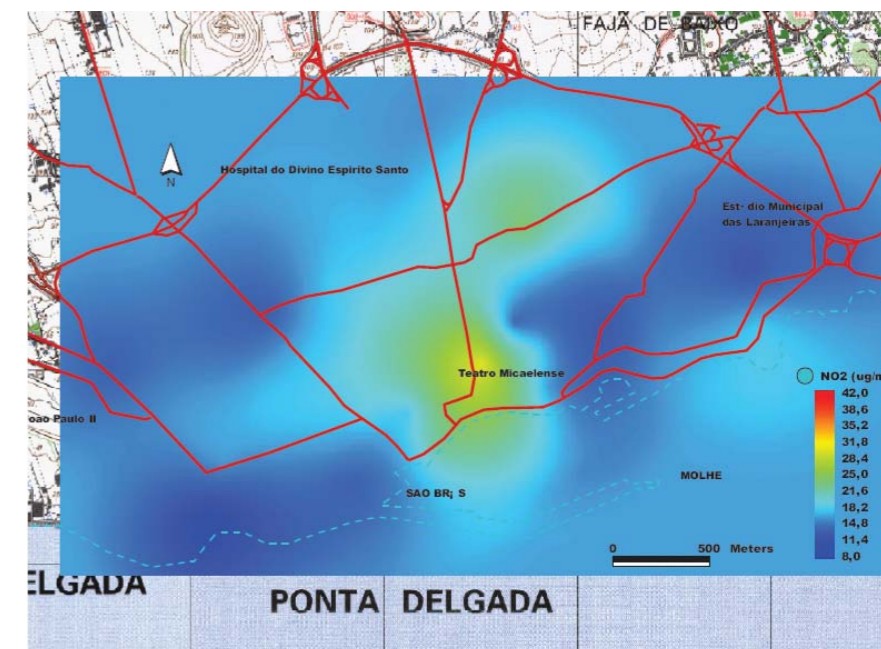 FAJÃ DE BAIXO
N
Hospital do Divino Espirito Santo
Est· dio Municipal
das Laranjeiras
Teatro Micaelense
NO2 (ug/m
42,0
38,6
35,2
31,8
28,4
25,0
21,6
18,2
14,8
11,4
8,0
oao Paulo II
MOLHE
SAO BR¡ S
0 500 Meters
ELGADA
PONTA DELGADA